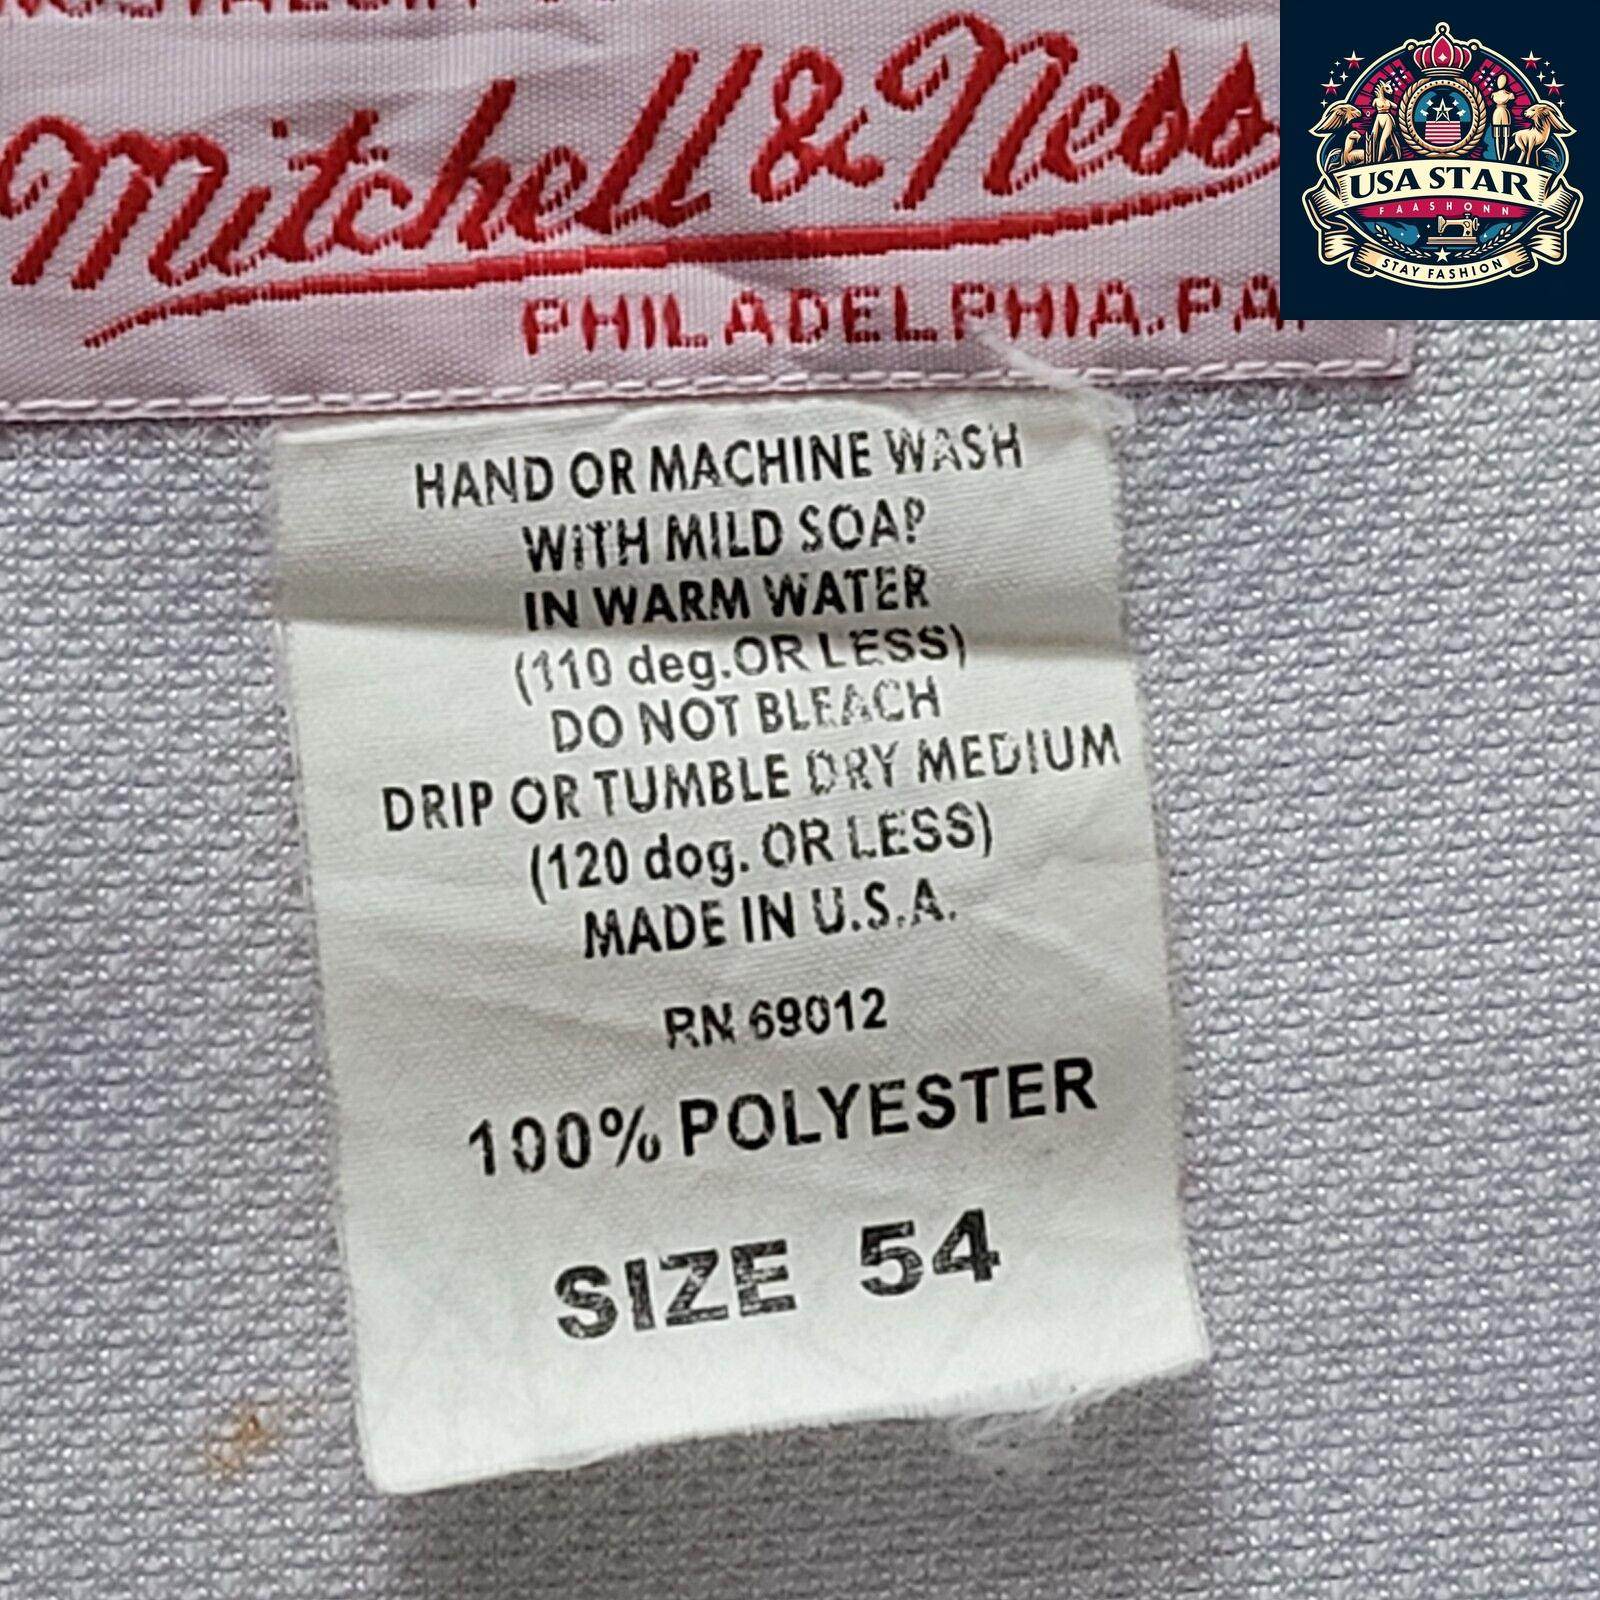 Mitchell & Ness
PHILADELPHIA, PA.
HAND OR MACHINE WASH
WITH MILD SOAP
IN WARM WATER
(110 deg. OR LESS)
DO NOT BLEACH
DRIP OR TUMBLE DRY MEDIUM
(120 dog. OR LESS)
MADE IN U.S.A.
RN 69012
100% POLYESTER
SIZE 54
USA STAR
FAASHONN
STAY FASHION